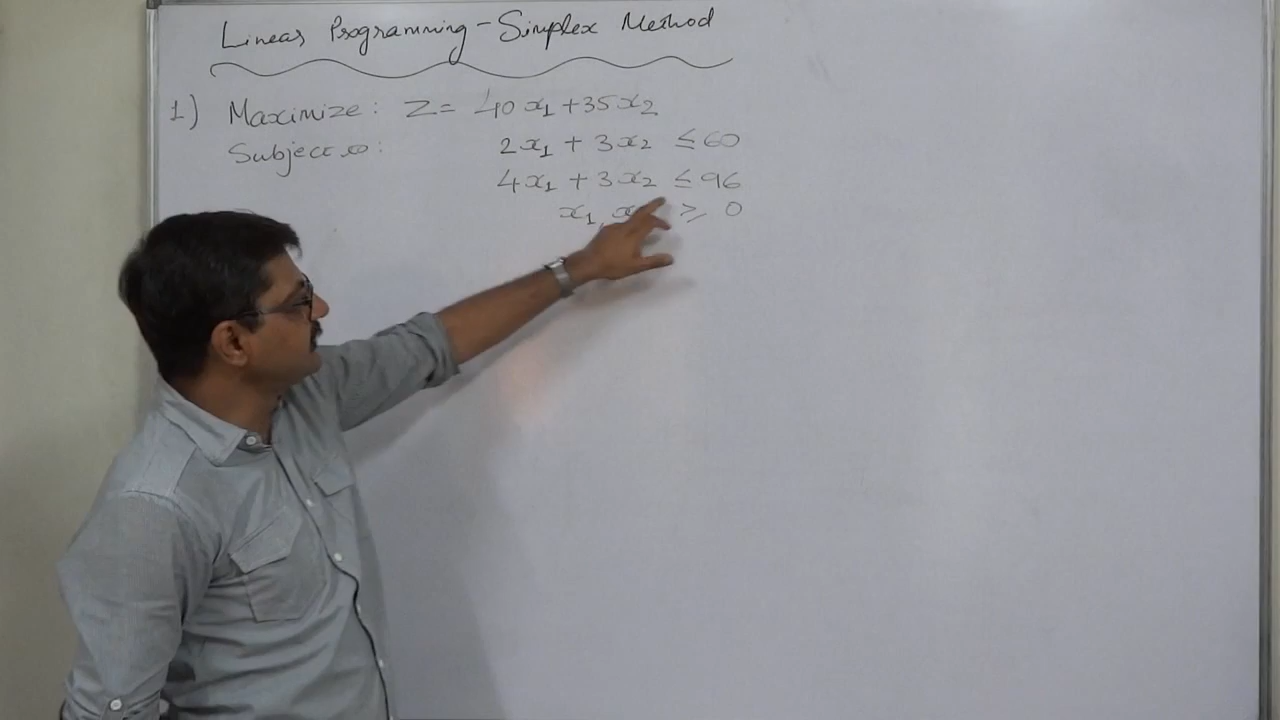 Linear Programming - Simplex Method
1) Maximize: Z = 40x₁ + 35x₂
Subject to: 2x₁ + 3x₂ ≤ 60
4x₁ + 3x₂ ≤ 96
x₁, x ≥ 0